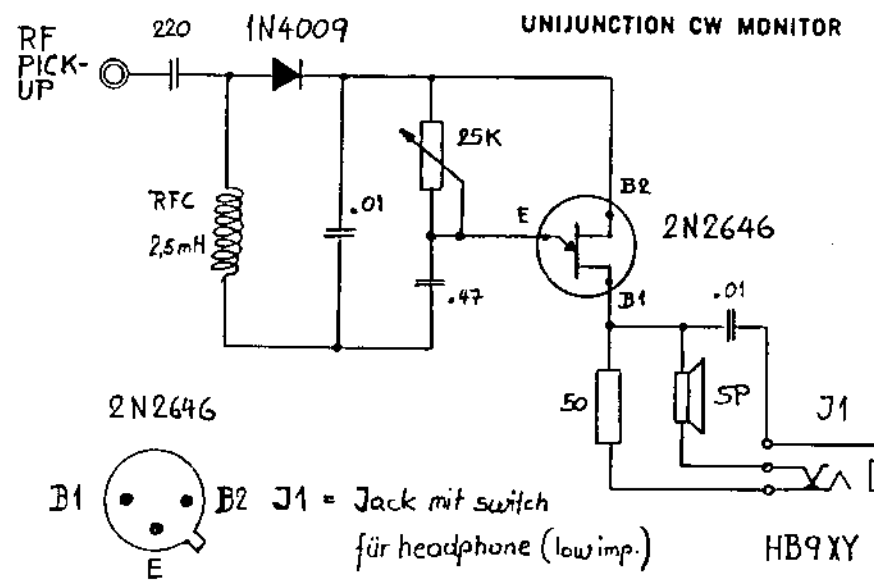 UNIJUNCTION CW MONITOR
RF
PICK-
UP
220
1N4009
25K
RFC
2,5mH
.01
.47
E
B2
2N2646
B1
.01
50
SP
J1
2N2646
B1
B2
E
J1 = Jack mit switch
für headphone (low imp.)
HB9XY